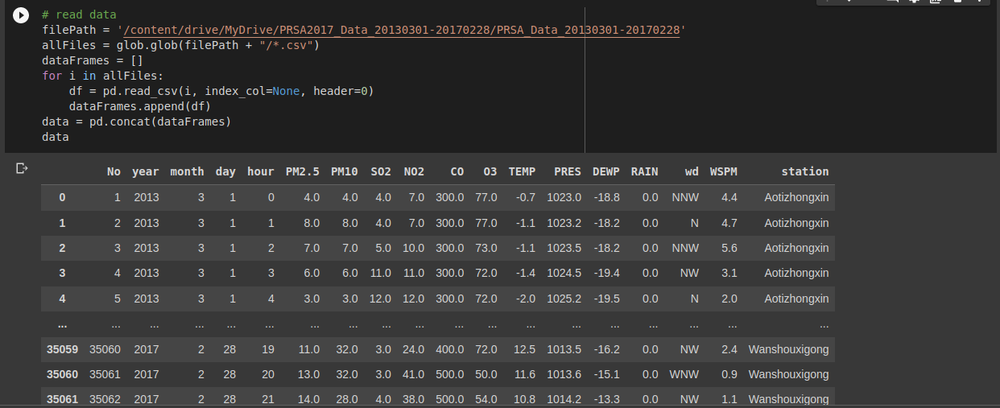 # read data
filePath = '/content/drive/MyDrive/PRSA2017_Data_20130301-20170228/PRSA_Data_20130301-20170228'
allFiles = glob.glob(filePath + "/*.csv")
dataFrames = []
for i in allFiles:
    df = pd.read_csv(i, index_col=None, header=0)
    dataFrames.append(df)
data = pd.concat(dataFrames)
data
No year month day hour PM2.5 PM10 SO2 NO2 CO O3 TEMP PRES DEWP RAIN wd WSPM station
0 1 2013 3 1 0 4.0 4.0 4.0 7.0 300.0 77.0 -0.7 1023.0 -18.8 0.0 NNW 4.4 Aotizhongxin
1 2 2013 3 1 1 8.0 8.0 4.0 7.0 300.0 77.0 -1.1 1023.2 -18.2 0.0 N 4.7 Aotizhongxin
2 3 2013 3 1 2 7.0 7.0 5.0 10.0 300.0 73.0 -1.1 1023.5 -18.2 0.0 NNW 5.6 Aotizhongxin
3 4 2013 3 1 3 6.0 6.0 11.0 11.0 300.0 72.0 -1.4 1024.5 -19.4 0.0 NW 3.1 Aotizhongxin
4 5 2013 3 1 4 3.0 3.0 12.0 12.0 300.0 72.0 -2.0 1025.2 -19.5 0.0 N 2.0 Aotizhongxin
... ... ... ... ... ... ... ... ... ... ... ... ... ... ... ... ... ... ...
35059 35060 2017 2 28 19 11.0 32.0 3.0 24.0 400.0 72.0 12.5 1013.5 -16.2 0.0 NW 2.4 Wanshouxigong
35060 35061 2017 2 28 20 13.0 32.0 3.0 41.0 500.0 50.0 11.6 1013.6 -15.1 0.0 WNW 0.9 Wanshouxigong
35061 35062 2017 2 28 21 14.0 28.0 4.0 38.0 500.0 54.0 10.8 1014.2 -13.3 0.0 NW 1.1 Wanshouxigong